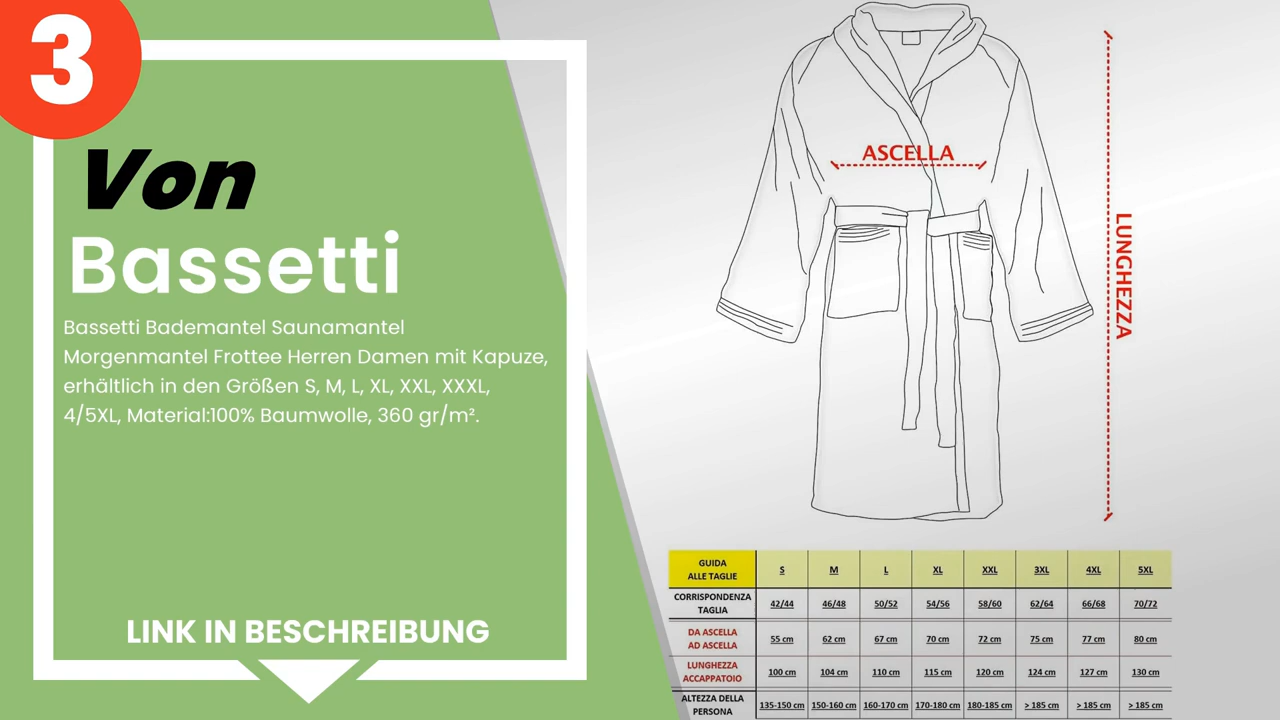 3
Von
Bassetti
Bassetti Bademantel Saunamantel
Morgenmantel Frottee Herren Damen mit Kapuze,
erhältlich in den Größen S, M, L, XL, XXL, XXXL,
4/5XL, Material:100% Baumwolle, 360 gr/m².
LINK IN BESCHREIBUNG
ASCELLA
LUNGHEZZA
GUIDA
ALLE TAGLIE
S M L XL XXL 3XL 4XL 5XL
CORRISPONDENZA
TAGLIA
42/44 46/48 50/52 54/56 58/60 62/64 66/68 70/72
DA ASCELLA
AD ASCELLA
55 cm 62 cm 67 cm 70 cm 72 cm 75 cm 77 cm 80 cm
LUNGHEZZA
ACCAPPATOIO
100 cm 104 cm 110 cm 115 cm 120 cm 124 cm 127 cm 130 cm
ALTEZZA DELLA
PERSONA
135-150 cm 150-160 cm 160-170 cm 170-180 cm 180-185 cm > 185 cm > 185 cm > 185 cm